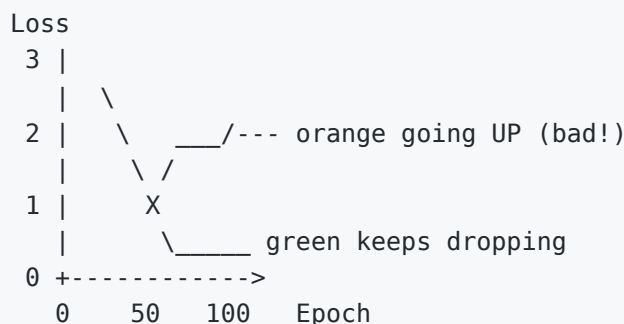 Loss
3 |
| \
2 | \ ___/--- orange going UP (bad!)
| \ /
1 | X
| \_____ green keeps dropping
0 +------------>
0 50 100 Epoch